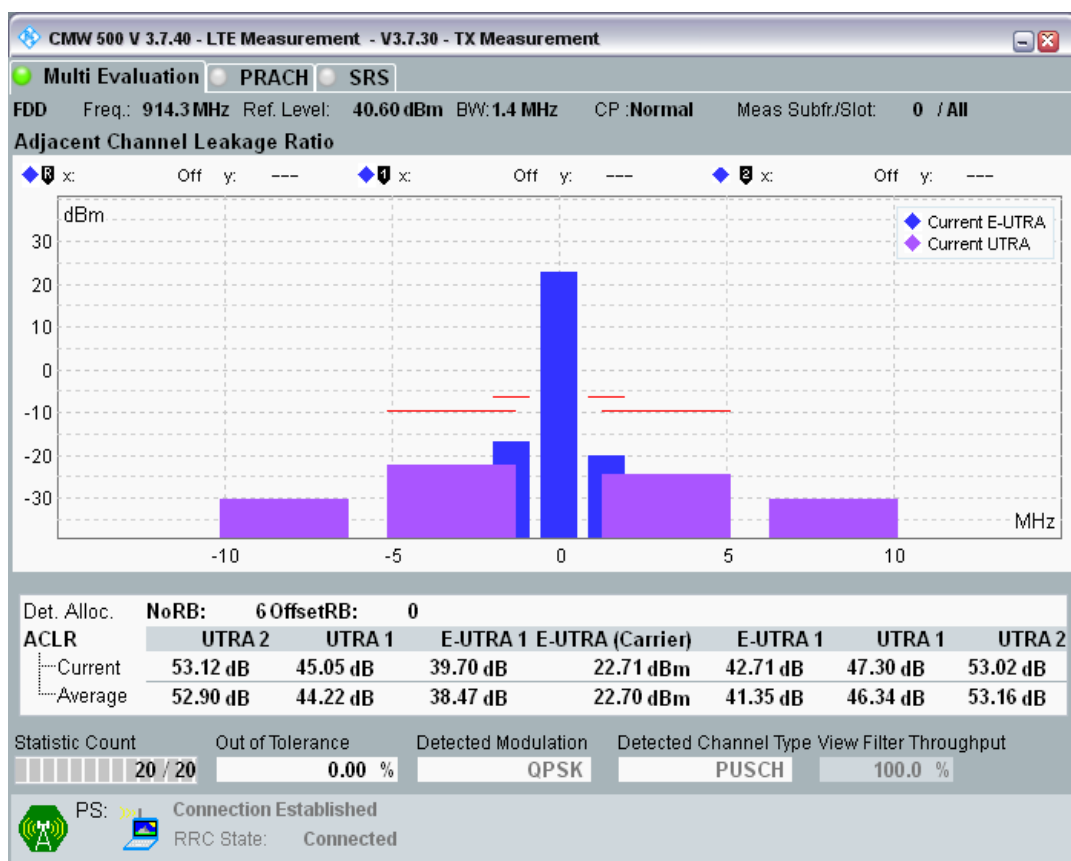 CMW 500 V 3.7.40 - LTE Measurement - V3.7.30 - TX Measurement
Multi Evaluation PRACH SRS
FDD Freq.: 914.3 MHz Ref. Level: 40.60 dBm BW: 1.4 MHz CP :Normal Meas Subfr./Slot: 0 / All
Adjacent Channel Leakage Ratio
R x: Off y: --- 1 x: Off y: --- 2 x: Off y: ---
dBm
Current E-UTRA
Current UTRA
30
20
10
0
-10
-20
-30
MHz
-10 -5 0 5 10
Det. Alloc. NoRB: 6 OffsetRB: 0
ACLR UTRA 2 UTRA 1 E-UTRA 1 E-UTRA (Carrier) E-UTRA 1 UTRA 1 UTRA 2
Current 53.12 dB 45.05 dB 39.70 dB 22.71 dBm 42.71 dB 47.30 dB 53.02 dB
Average 52.90 dB 44.22 dB 38.47 dB 22.70 dBm 41.35 dB 46.34 dB 53.16 dB
Statistic Count Out of Tolerance Detected Modulation Detected Channel Type View Filter Throughput
20 / 20 0.00 % QPSK PUSCH 100.0 %
PS: Connection Established
RRC State: Connected